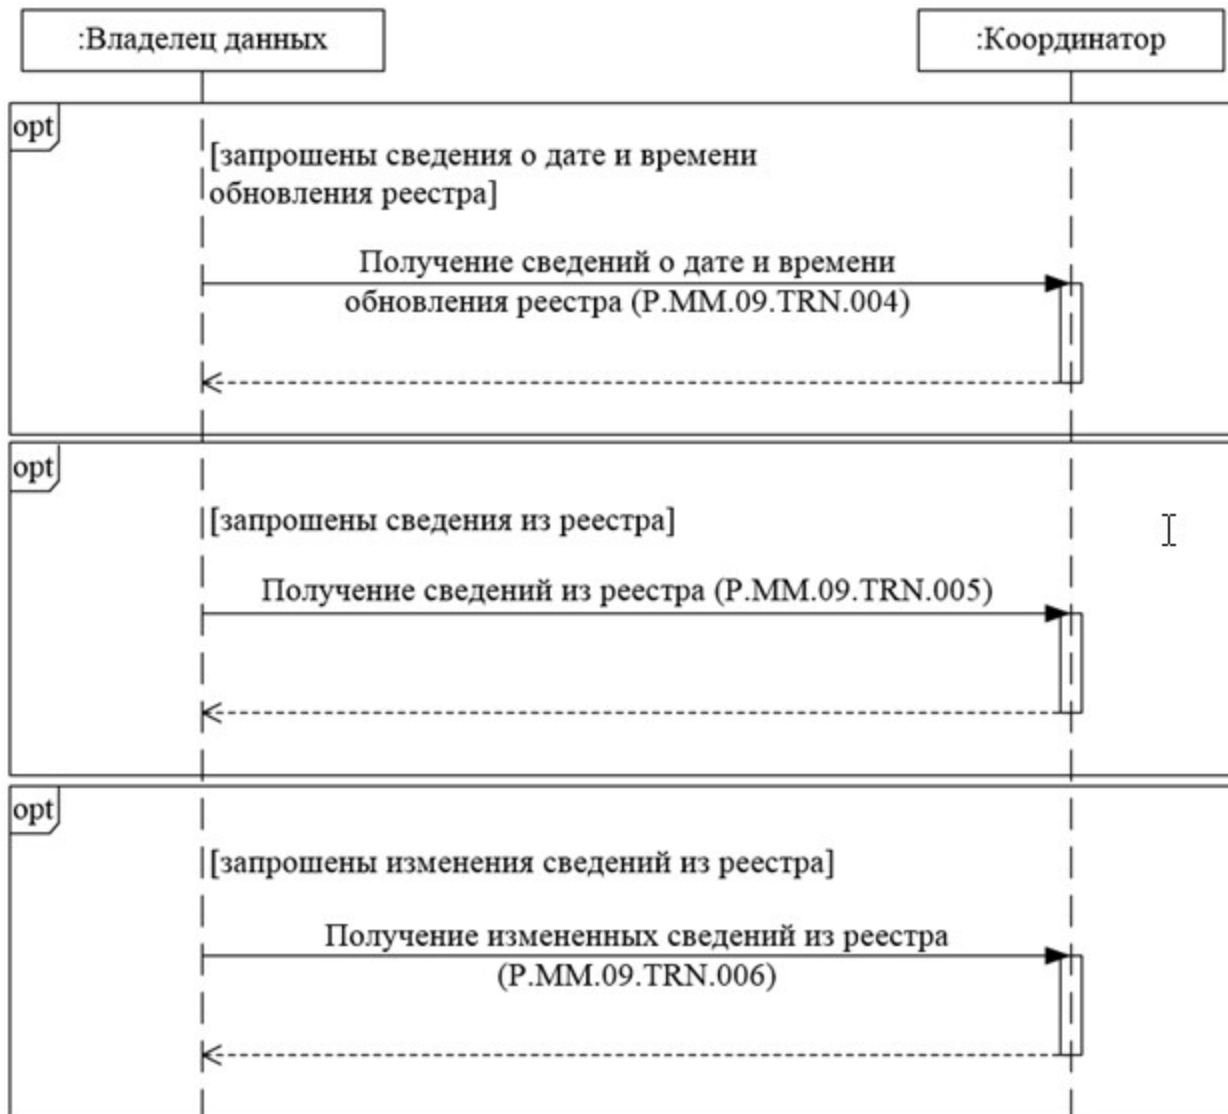 :Владелец данных
:Координатор
opt
[запрошены сведения о дате и времени
обновления реестра]
Получение сведений о дате и времени
обновления реестра (P.MM.09.TRN.004)
opt
[запрошены сведения из реестра]
Получение сведений из реестра (P.MM.09.TRN.005)
opt
[запрошены изменения сведений из реестра]
Получение измененных сведений из реестра
(P.MM.09.TRN.006)